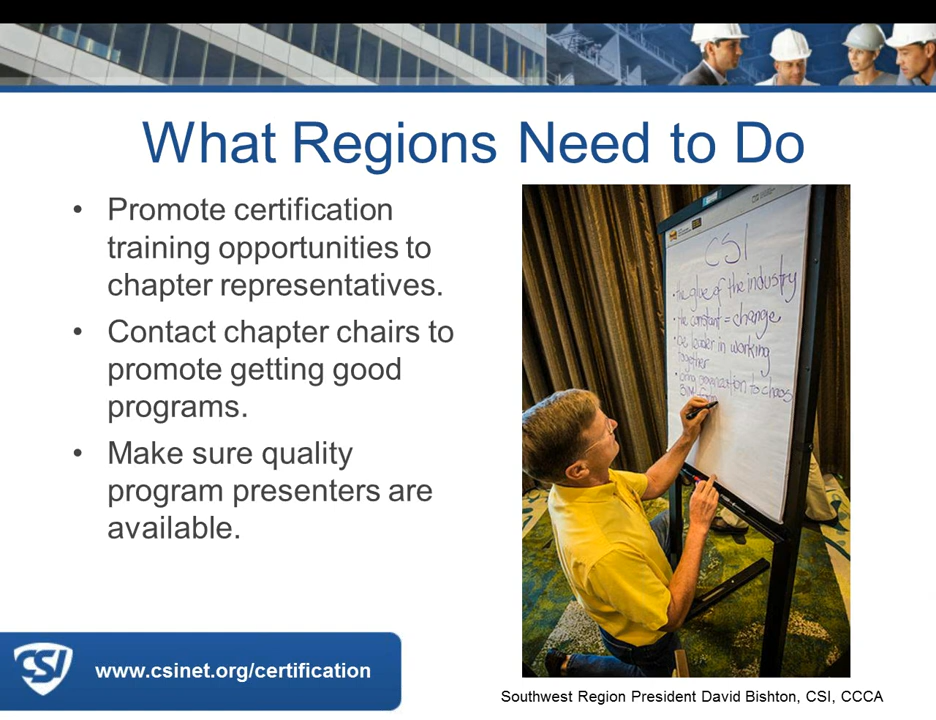 What Regions Need to Do
• Promote certification
training opportunities to
chapter representatives.
• Contact chapter chairs to
promote getting good
programs.
• Make sure quality
program presenters are
available.
CSI
• the glue of the industry
• the constant = change
• be leader in working
together
• bring organization to chaos
CSI
www.csinet.org/certification
Southwest Region President David Bishton, CSI, CCCA